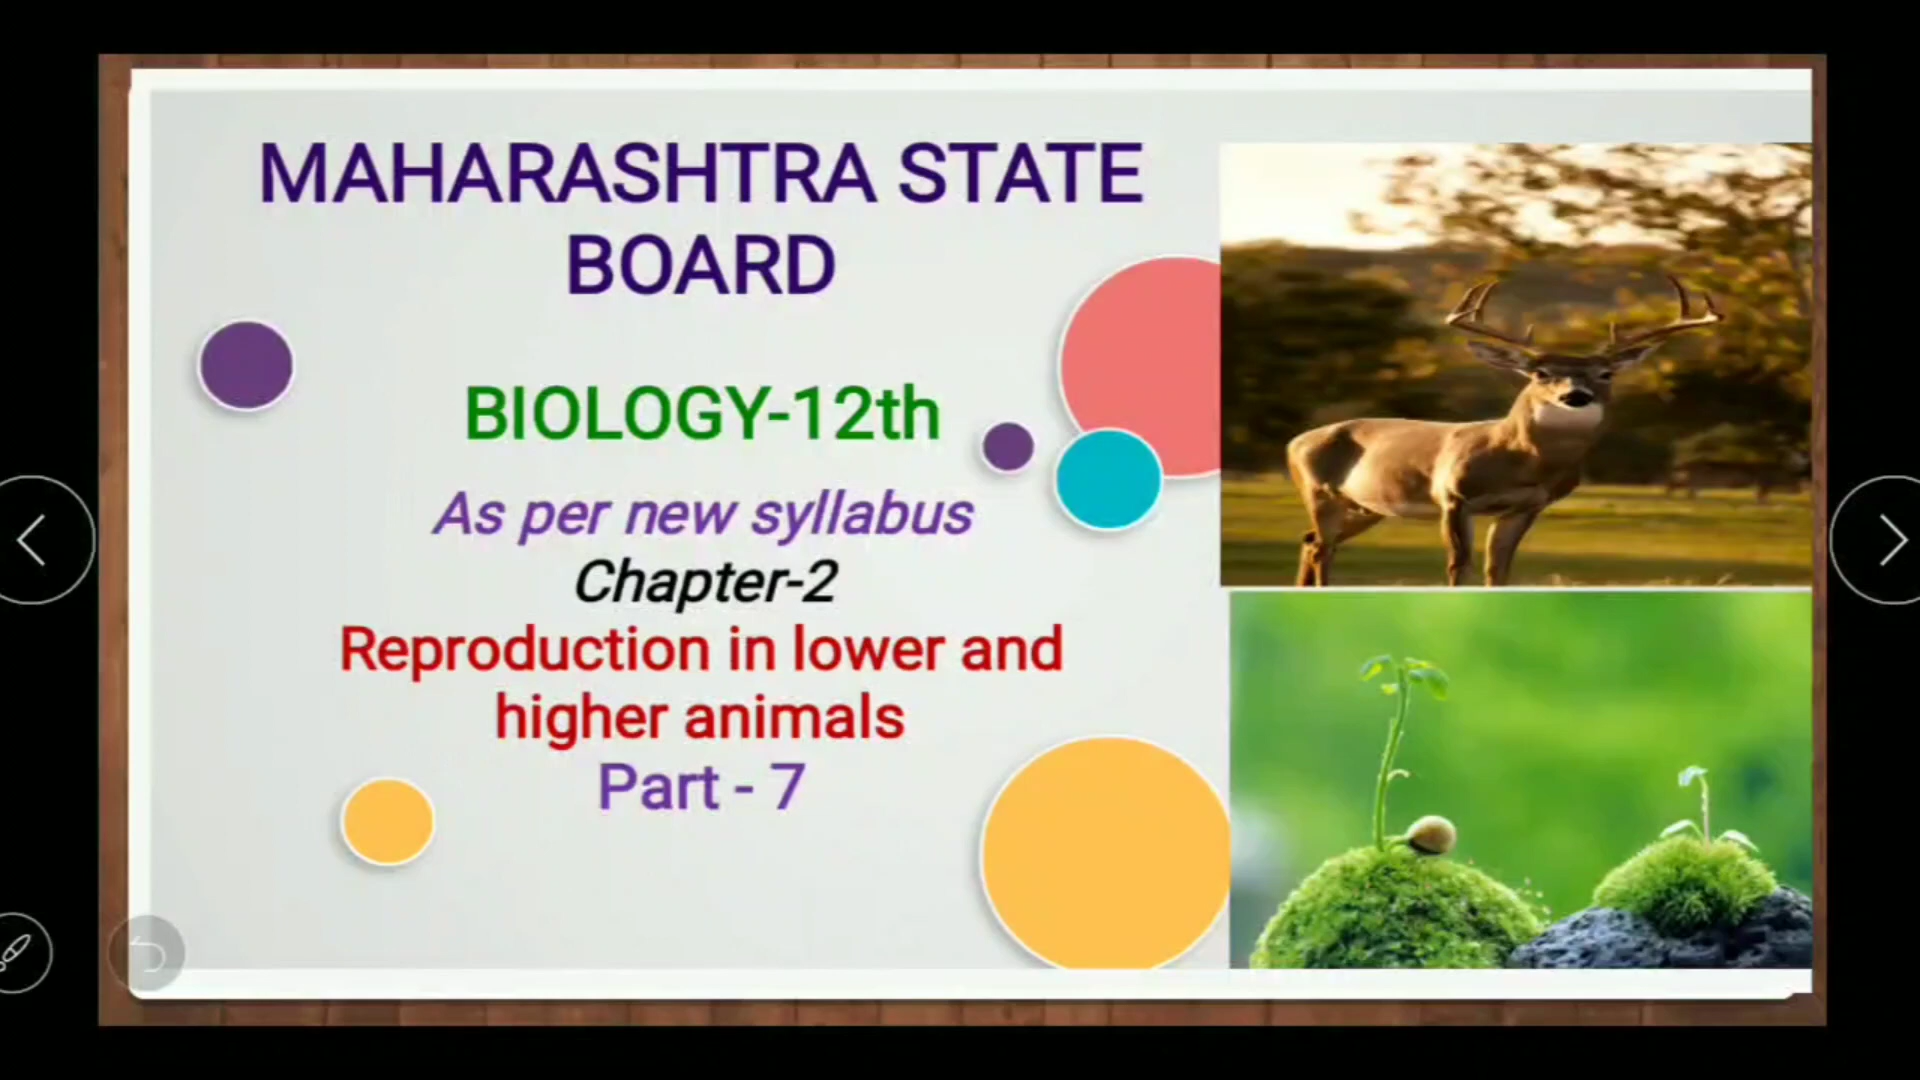 MAHARASHTRA STATE
BOARD
BIOLOGY-12th
As per new syllabus
Chapter-2
Reproduction in lower and
higher animals
Part - 7